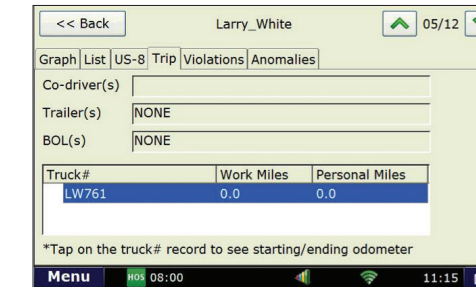 << Back Larry_White 05/12
Graph List US-8 Trip Violations Anomalies
Co-driver(s)
Trailer(s) NONE
BOL(s) NONE
Truck# Work Miles Personal Miles
LW761 0.0 0.0
*Tap on the truck# record to see starting/ending odometer
Menu HOS 08:00 11:15